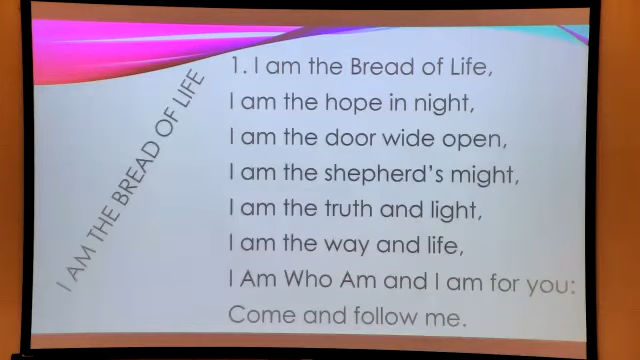 I AM THE BREAD OF LIFE
1. I am the Bread of Life,
I am the hope in night,
I am the door wide open,
I am the shepherd's might,
I am the truth and light,
I am the way and life,
I Am Who Am and I am for you:
Come and follow me.